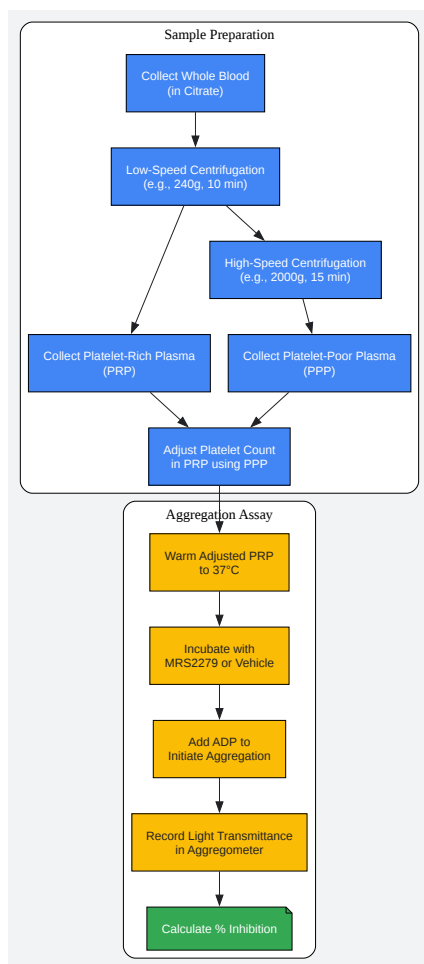 Sample Preparation
Collect Whole Blood
(in Citrate)
Low-Speed Centrifugation
(e.g., 240g, 10 min)
High-Speed Centrifugation
(e.g., 2000g, 15 min)
Collect Platelet-Rich Plasma
(PRP)
Collect Platelet-Poor Plasma
(PPP)
Adjust Platelet Count
in PRP using PPP
Aggregation Assay
Warm Adjusted PRP
to 37°C
Incubate with
MRS2279 or Vehicle
Add ADP to
Initiate Aggregation
Record Light Transmittance
in Aggregometer
Calculate % Inhibition